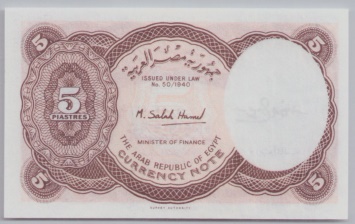 5
5
جمهورية مصر العربية
ISSUED UNDER LAW
No. 50/1940
5
PIASTRES
M. Salah Hamed
MINISTER OF FINANCE
THE ARAB REPUBLIC OF EGYPT
CURRENCY NOTE
5
5